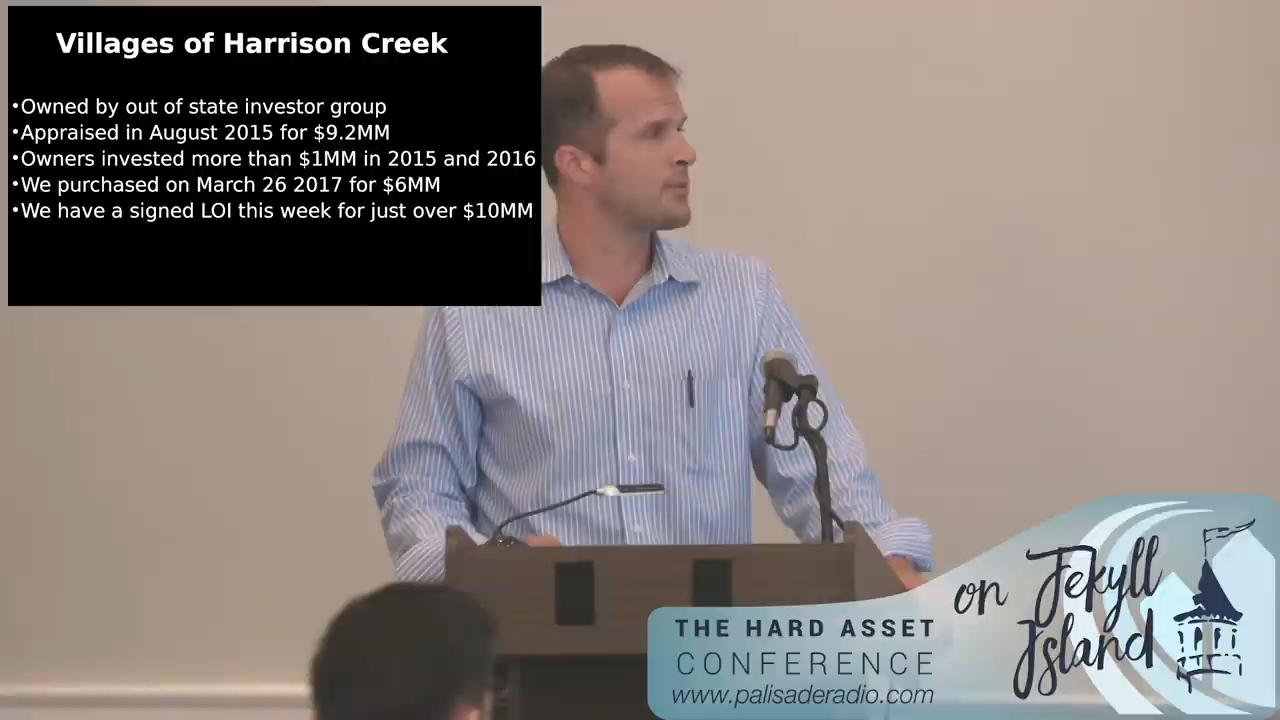 Villages of Harrison Creek
•Owned by out of state investor group
•Appraised in August 2015 for $9.2MM
•Owners invested more than $1MM in 2015 and 2016
•We purchased on March 26 2017 for $6MM
•We have a signed LOI this week for just over $10MM
on Jekyll
Island
THE HARD ASSET
CONFERENCE
www.palisaderadio.com